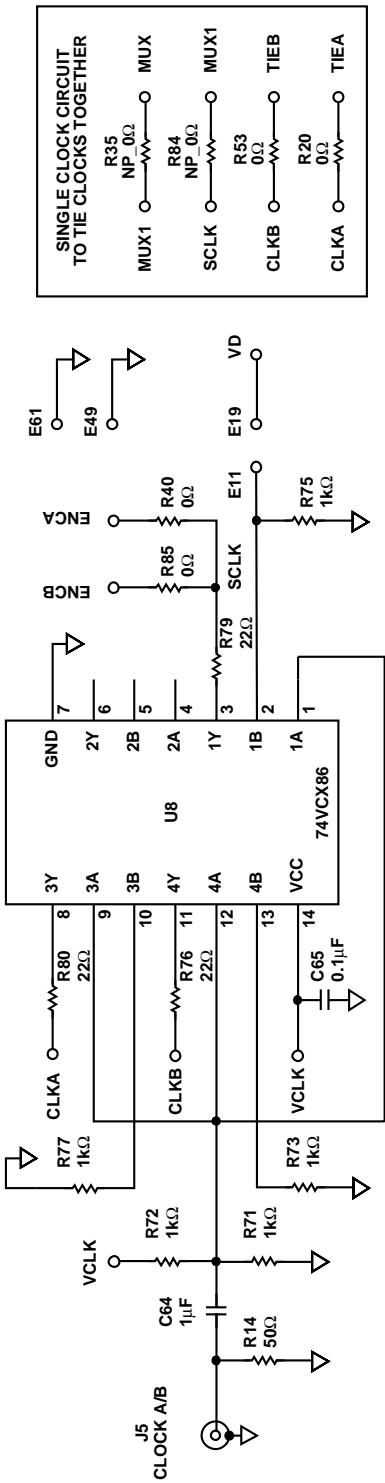 J5
CLOCK A/B
R14
50Ω
C64
1μF
VCLK
R72
1kΩ
R71
1kΩ
R77
1kΩ
R73
1kΩ
CLKA
R80
22Ω
CLKB
R76
22Ω
VCLK
C65
0.1μF
8
9
10
11
12
13
14
3Y
3A
3B
4Y
4A
4B
VCC
U8
74VCX86
GND
2Y
2B
2A
1Y
1B
1A
7
6
5
4
3
2
1
R79
22Ω
ENCB
R85
0Ω
ENCA
R40
0Ω
SCLK
E11
R75
1kΩ
E19
VD
E61
E49
SINGLE CLOCK CIRCUIT
TO TIE CLOCKS TOGETHER
MUX1
R35
NP_0Ω
MUX
SCLK
R84
NP_0Ω
MUX1
CLKB
R53
0Ω
TIEB
CLKA
R20
0Ω
TIEA